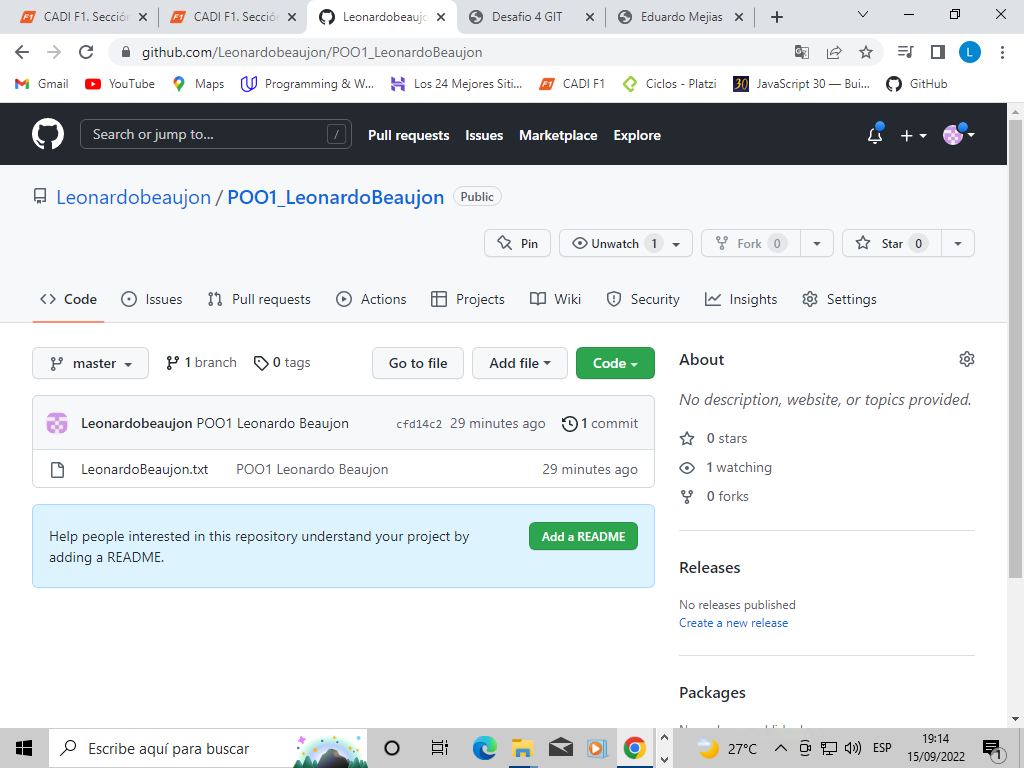 CADI F1. Sección
CADI F1. Sección
Leonardobeaujo
Desafio 4 GIT
Eduardo Mejias
github.com/Leonardobeaujon/POO1_LeonardoBeaujon
L
Gmail
YouTube
Maps
Programming & W...
Los 24 Mejores Siti...
F1 CADI F1
Ciclos - Platzi
30 JavaScript 30 — Bui...
GitHub
Search or jump to...
/
Pull requests
Issues
Marketplace
Explore
Leonardobeaujon / POO1_LeonardoBeaujon
Public
Pin
Unwatch 1
Fork 0
Star 0
Code
Issues
Pull requests
Actions
Projects
Wiki
Security
Insights
Settings
master
1 branch
0 tags
Go to file
Add file
Code
Leonardobeaujon POO1 Leonardo Beaujon
cfd14c2 29 minutes ago
1 commit
LeonardoBeaujon.txt
POO1 Leonardo Beaujon
29 minutes ago
Help people interested in this repository understand your project by
adding a README.
Add a README
About
No description, website, or topics provided.
0 stars
1 watching
0 forks
Releases
No releases published
Create a new release
Packages
Escribe aquí para buscar
27°C
ESP
19:14
15/09/2022
1